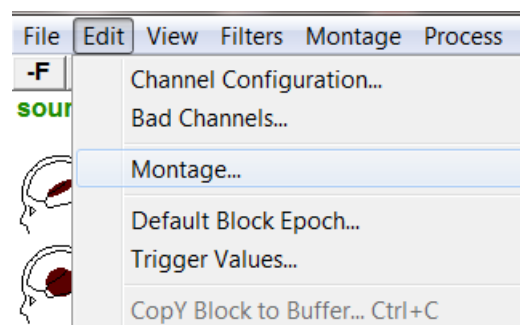 File Edit View Filters Montage Process
-F
sour
Channel Configuration...
Bad Channels...
Montage...
Default Block Epoch...
Trigger Values...
CopY Block to Buffer... Ctrl+C